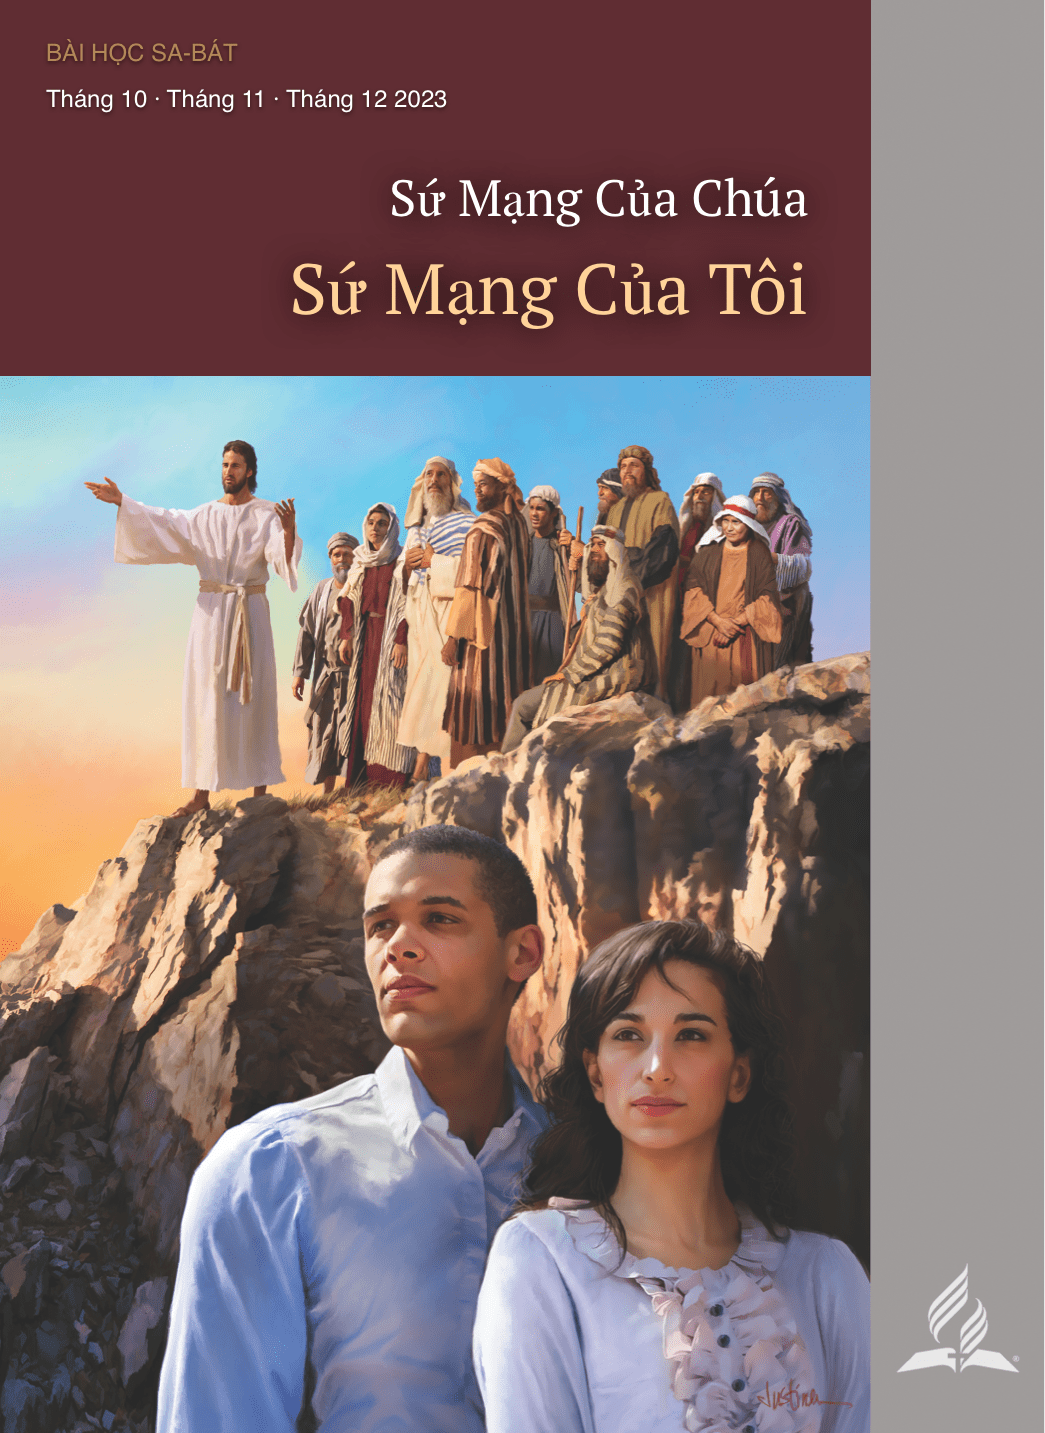 BÀI HỌC SA-BÁT
Tháng 10 · Tháng 11 · Tháng 12 2023
Sứ Mạng Của Chúa
Sứ Mạng Của Tôi